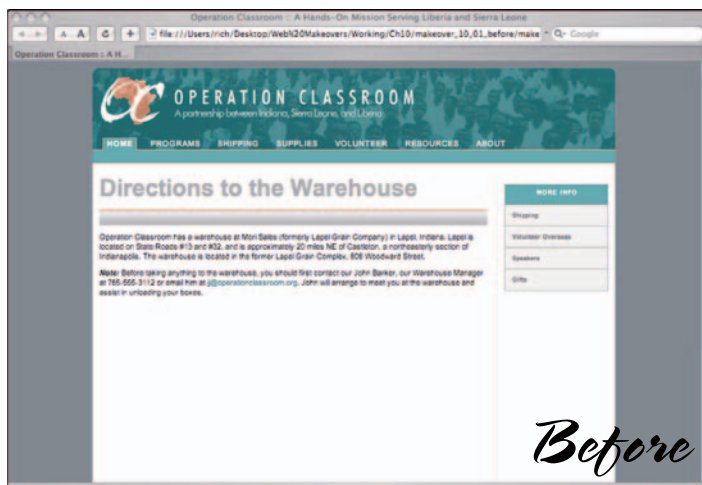 Operation Classroom :: A Hands-On Mission Serving Liberia and Sierra Leone
A A
file:///Users/rich/Desktop/Web%20Makeovers/Working/Ch10/makeover_10_01_before/make
Google
Operation Classroom :: A H...
OC
OPERATION CLASSROOM
A partnership between Indiana, Sierra Leone, and Liberia
HOME PROGRAMS SHIPPING SUPPLIES VOLUNTEER RESOURCES ABOUT
Directions to the Warehouse
MORE INFO
Shipping
Volunteer Overseas
Speakers
Gifts
Operation Classroom has a warehouse at Mori Sales (formerly Lapel Grain Company) in Lapel, Indiana. Lapel is
located on State Roads #13 and #32, and is approximately 20 miles NE of Castleton, a northeasterly section of
Indianapolis. The warehouse is located in the former Lapel Grain Complex, 806 Woodward Street.
Note: Before taking anything to the warehouse, you should first contact our John Barker, our Warehouse Manager
at 765-555-3112 or email him at j@operationclassroom.org. John will arrange to meet you at the warehouse and
assist in unloading your boxes.
Before